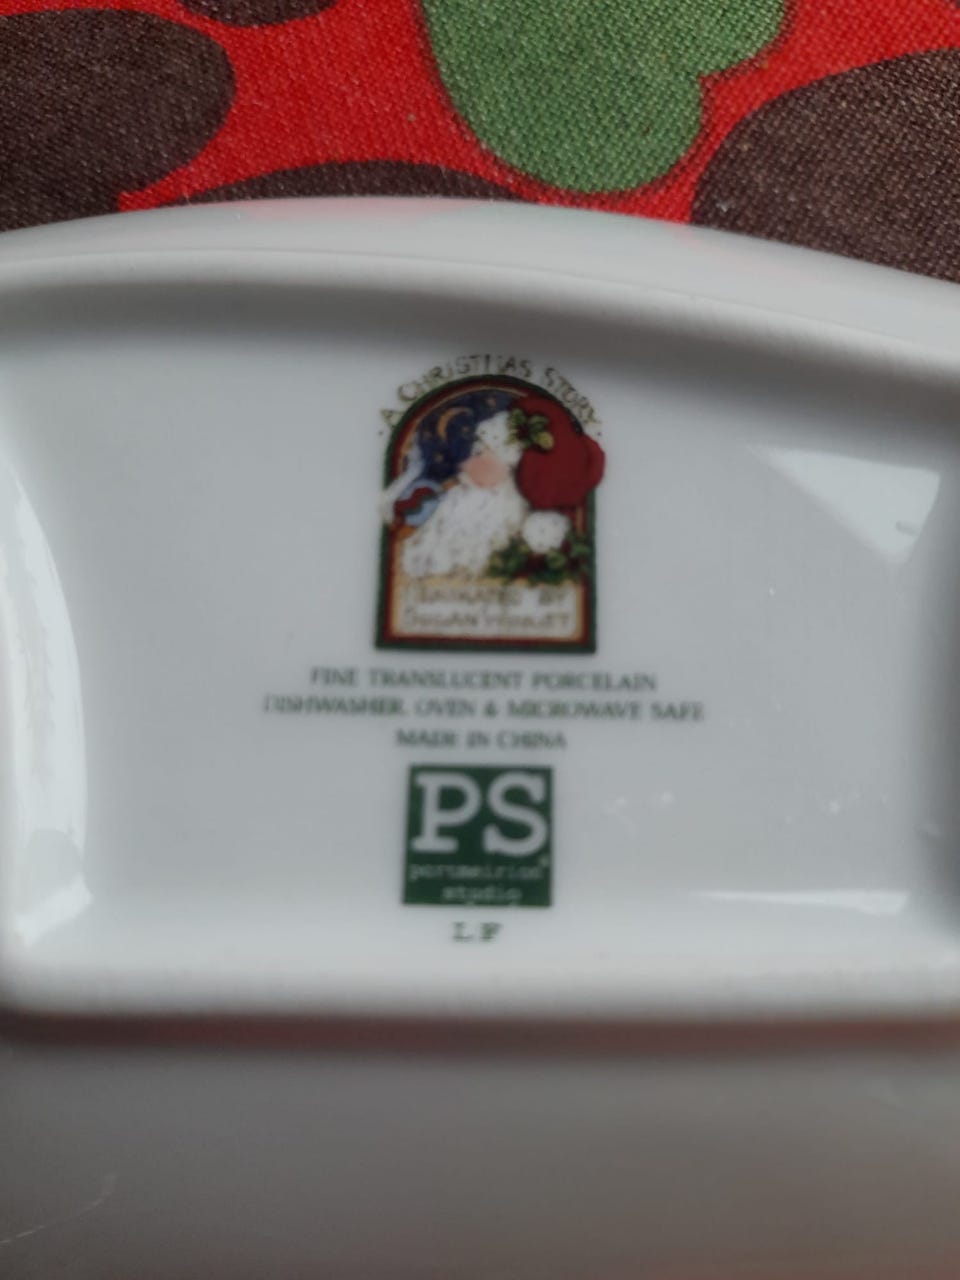 ·A CHRISTMAS STORY·
ILLUSTRATED BY
SUSAN WINGET
FINE TRANSLUCENT PORCELAIN
DISHWASHER, OVEN & MICROWAVE SAFE
MADE IN CHINA
PS
portmeirion®
studio
LF